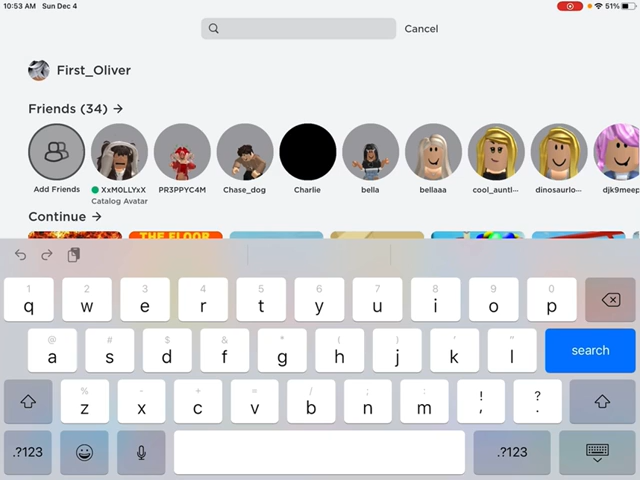 10:53 AM Sun Dec 4 51%
Cancel
First_Oliver
Friends (34) →
Add Friends XxM0LLYxX PR3PPYC4M Chase_dog Charlie bella bellaaa cool_auntl... dinosaurlo... djk9meep
Catalog Avatar
Continue →
THE FLOOR
1 2 3 4 5 6 7 8 9 0
q w e r t y u i o p
@ # $ & * ( ) ' "
a s d f g h j k l search
% - + = / ; : ! ?
z x c v b n m , .
.?123 .?123